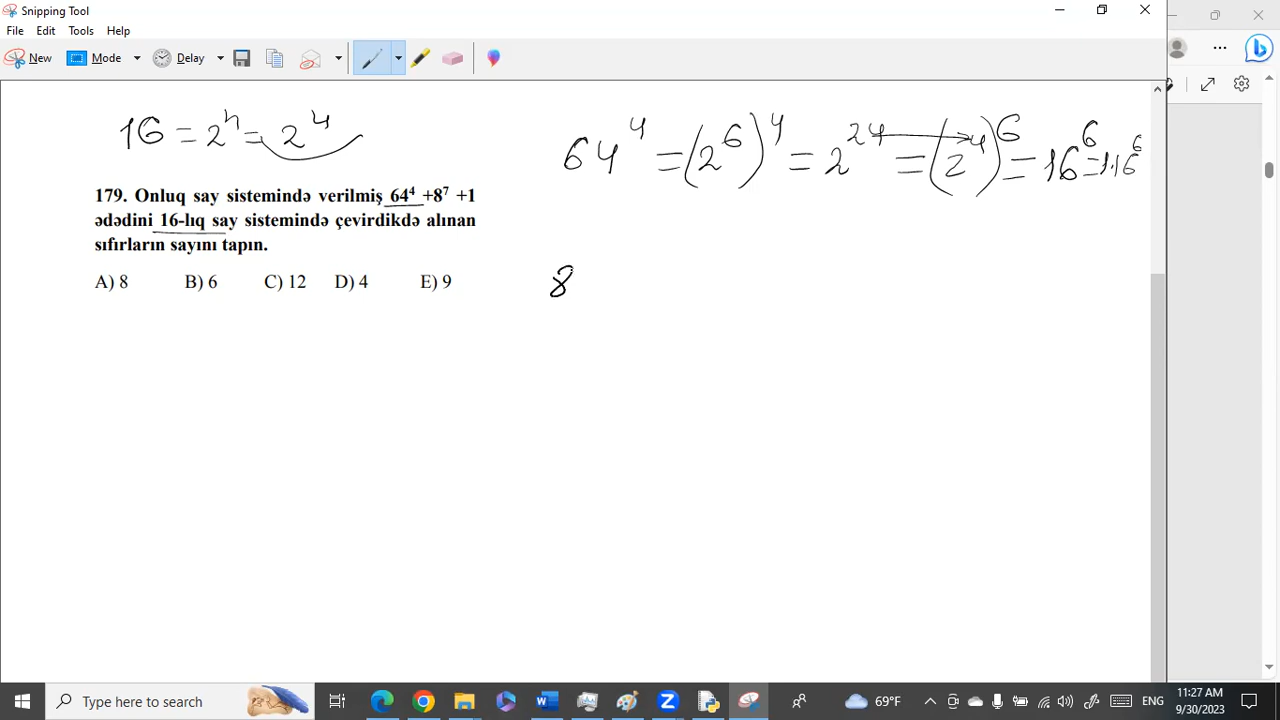 Snipping Tool
File Edit Tools Help
New Mode Delay
16 = 2^n = 2^4
64^4 = (2^6)^4 = 2^24 = (2^4)^6 = 16^6 = 1·16^6
179. Onluq say sistemində verilmiş 64⁴ +8⁷ +1
ədədini 16-lıq say sistemində çevirdikdə alınan
sıfırların sayını tapın.
A) 8 B) 6 C) 12 D) 4 E) 9
8
Type here to search
69°F
ENG
11:27 AM
9/30/2023